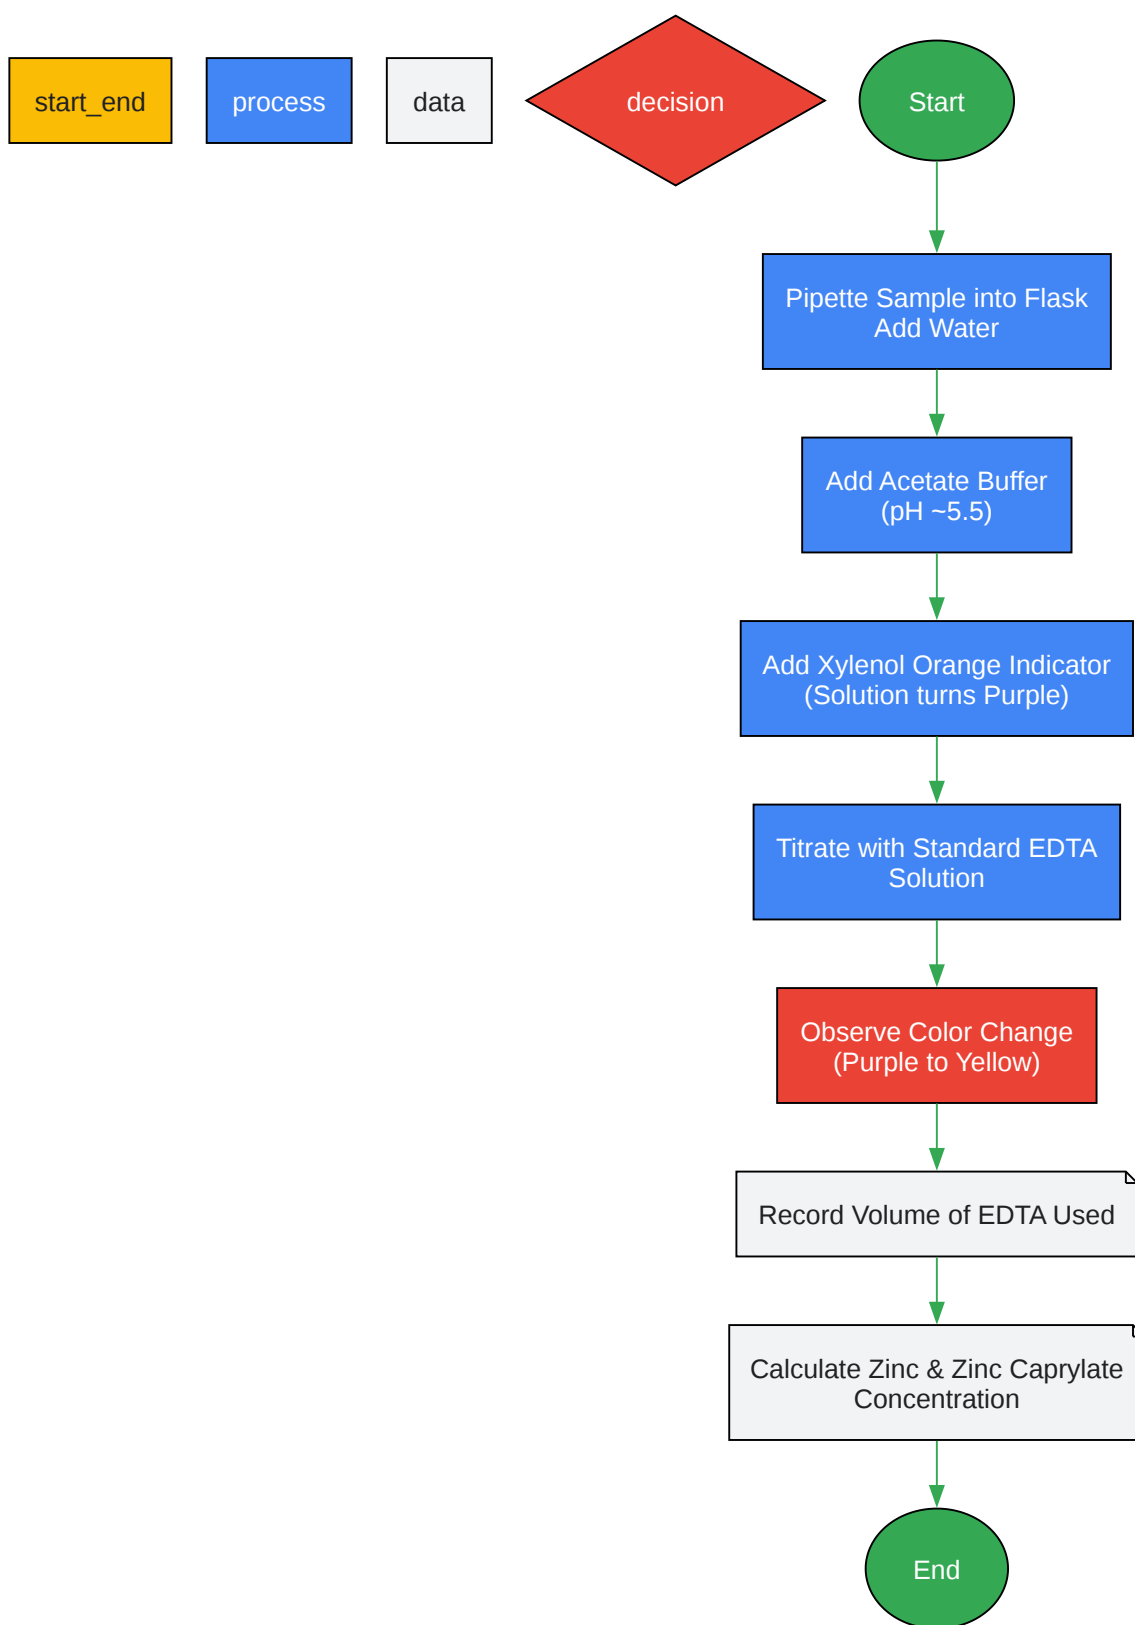 start_end
process
data
decision
Start
Pipette Sample into Flask
Add Water
Add Acetate Buffer
(pH ~5.5)
Add Xylenol Orange Indicator
(Solution turns Purple)
Titrate with Standard EDTA
Solution
Observe Color Change
(Purple to Yellow)
Record Volume of EDTA Used
Calculate Zinc & Zinc Caprylate
Concentration
End